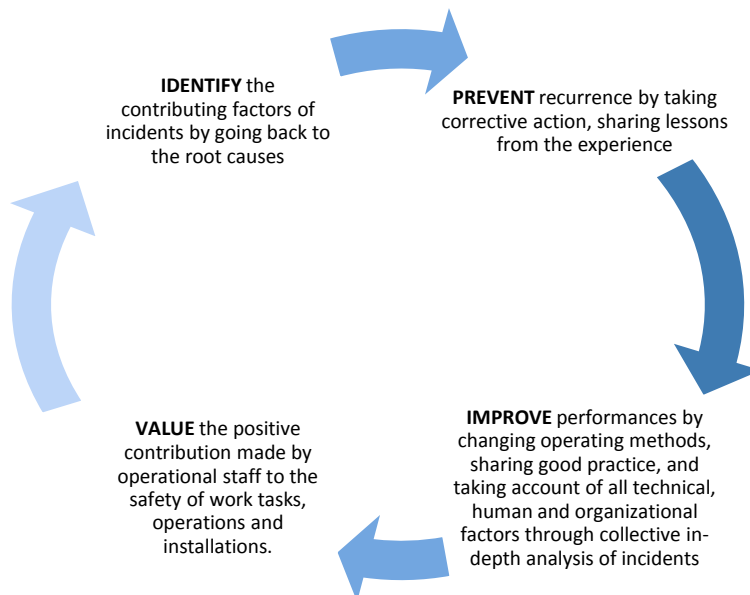 IDENTIFY the
contributing factors of
incidents by going back to
the root causes
PREVENT recurrence by taking
corrective action, sharing lessons
from the experience
IMPROVE performances by
changing operating methods,
sharing good practice, and
taking account of all technical,
human and organizational
factors through collective in-
depth analysis of incidents
VALUE the positive
contribution made by
operational staff to the
safety of work tasks,
operations and
installations.